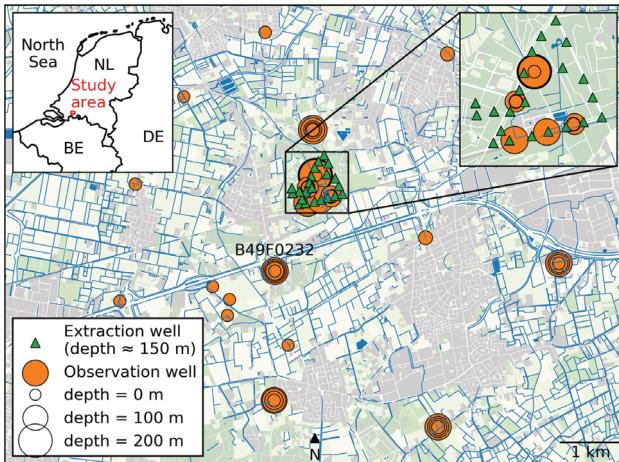 North
Sea
NL
Study
area
BE
DE
B49F0232
Extraction well
(depth ≈ 150 m)
Observation well
depth = 0 m
depth = 100 m
depth = 200 m
N
1 km